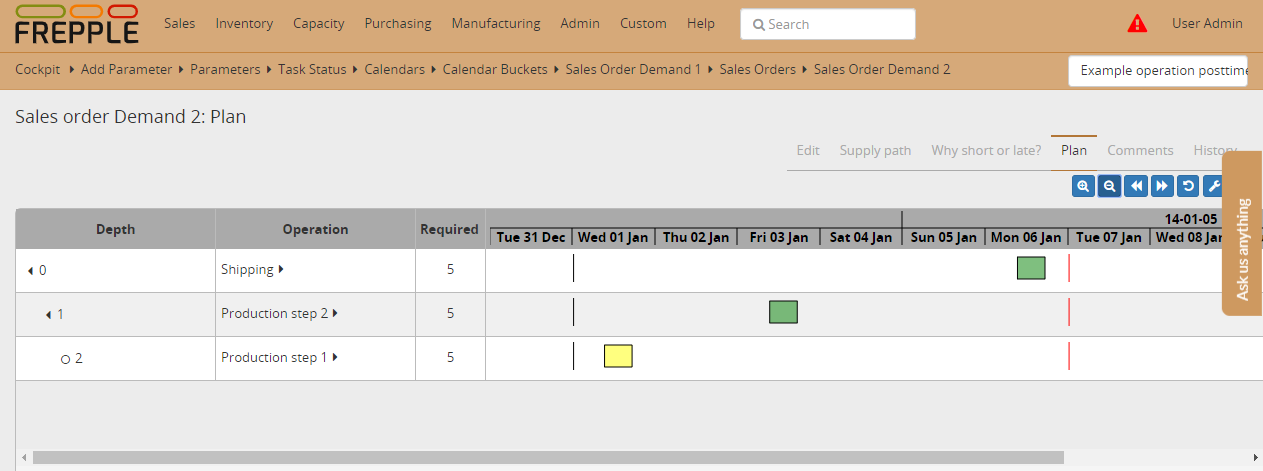 FREPPLE
Sales Inventory Capacity Purchasing Manufacturing Admin Custom Help Search User Admin
Cockpit Add Parameter Parameters Task Status Calendars Calendar Buckets Sales Order Demand 1 Sales Orders Sales Order Demand 2 Example operation posttime
Sales order Demand 2: Plan
Edit Supply path Why short or late? Plan Comments History
Depth Operation Required
14-01-05
Tue 31 Dec Wed 01 Jan Thu 02 Jan Fri 03 Jan Sat 04 Jan Sun 05 Jan Mon 06 Jan Tue 07 Jan Wed 08 Jan
0 Shipping 5
1 Production step 2 5
2 Production step 1 5
Ask us anything